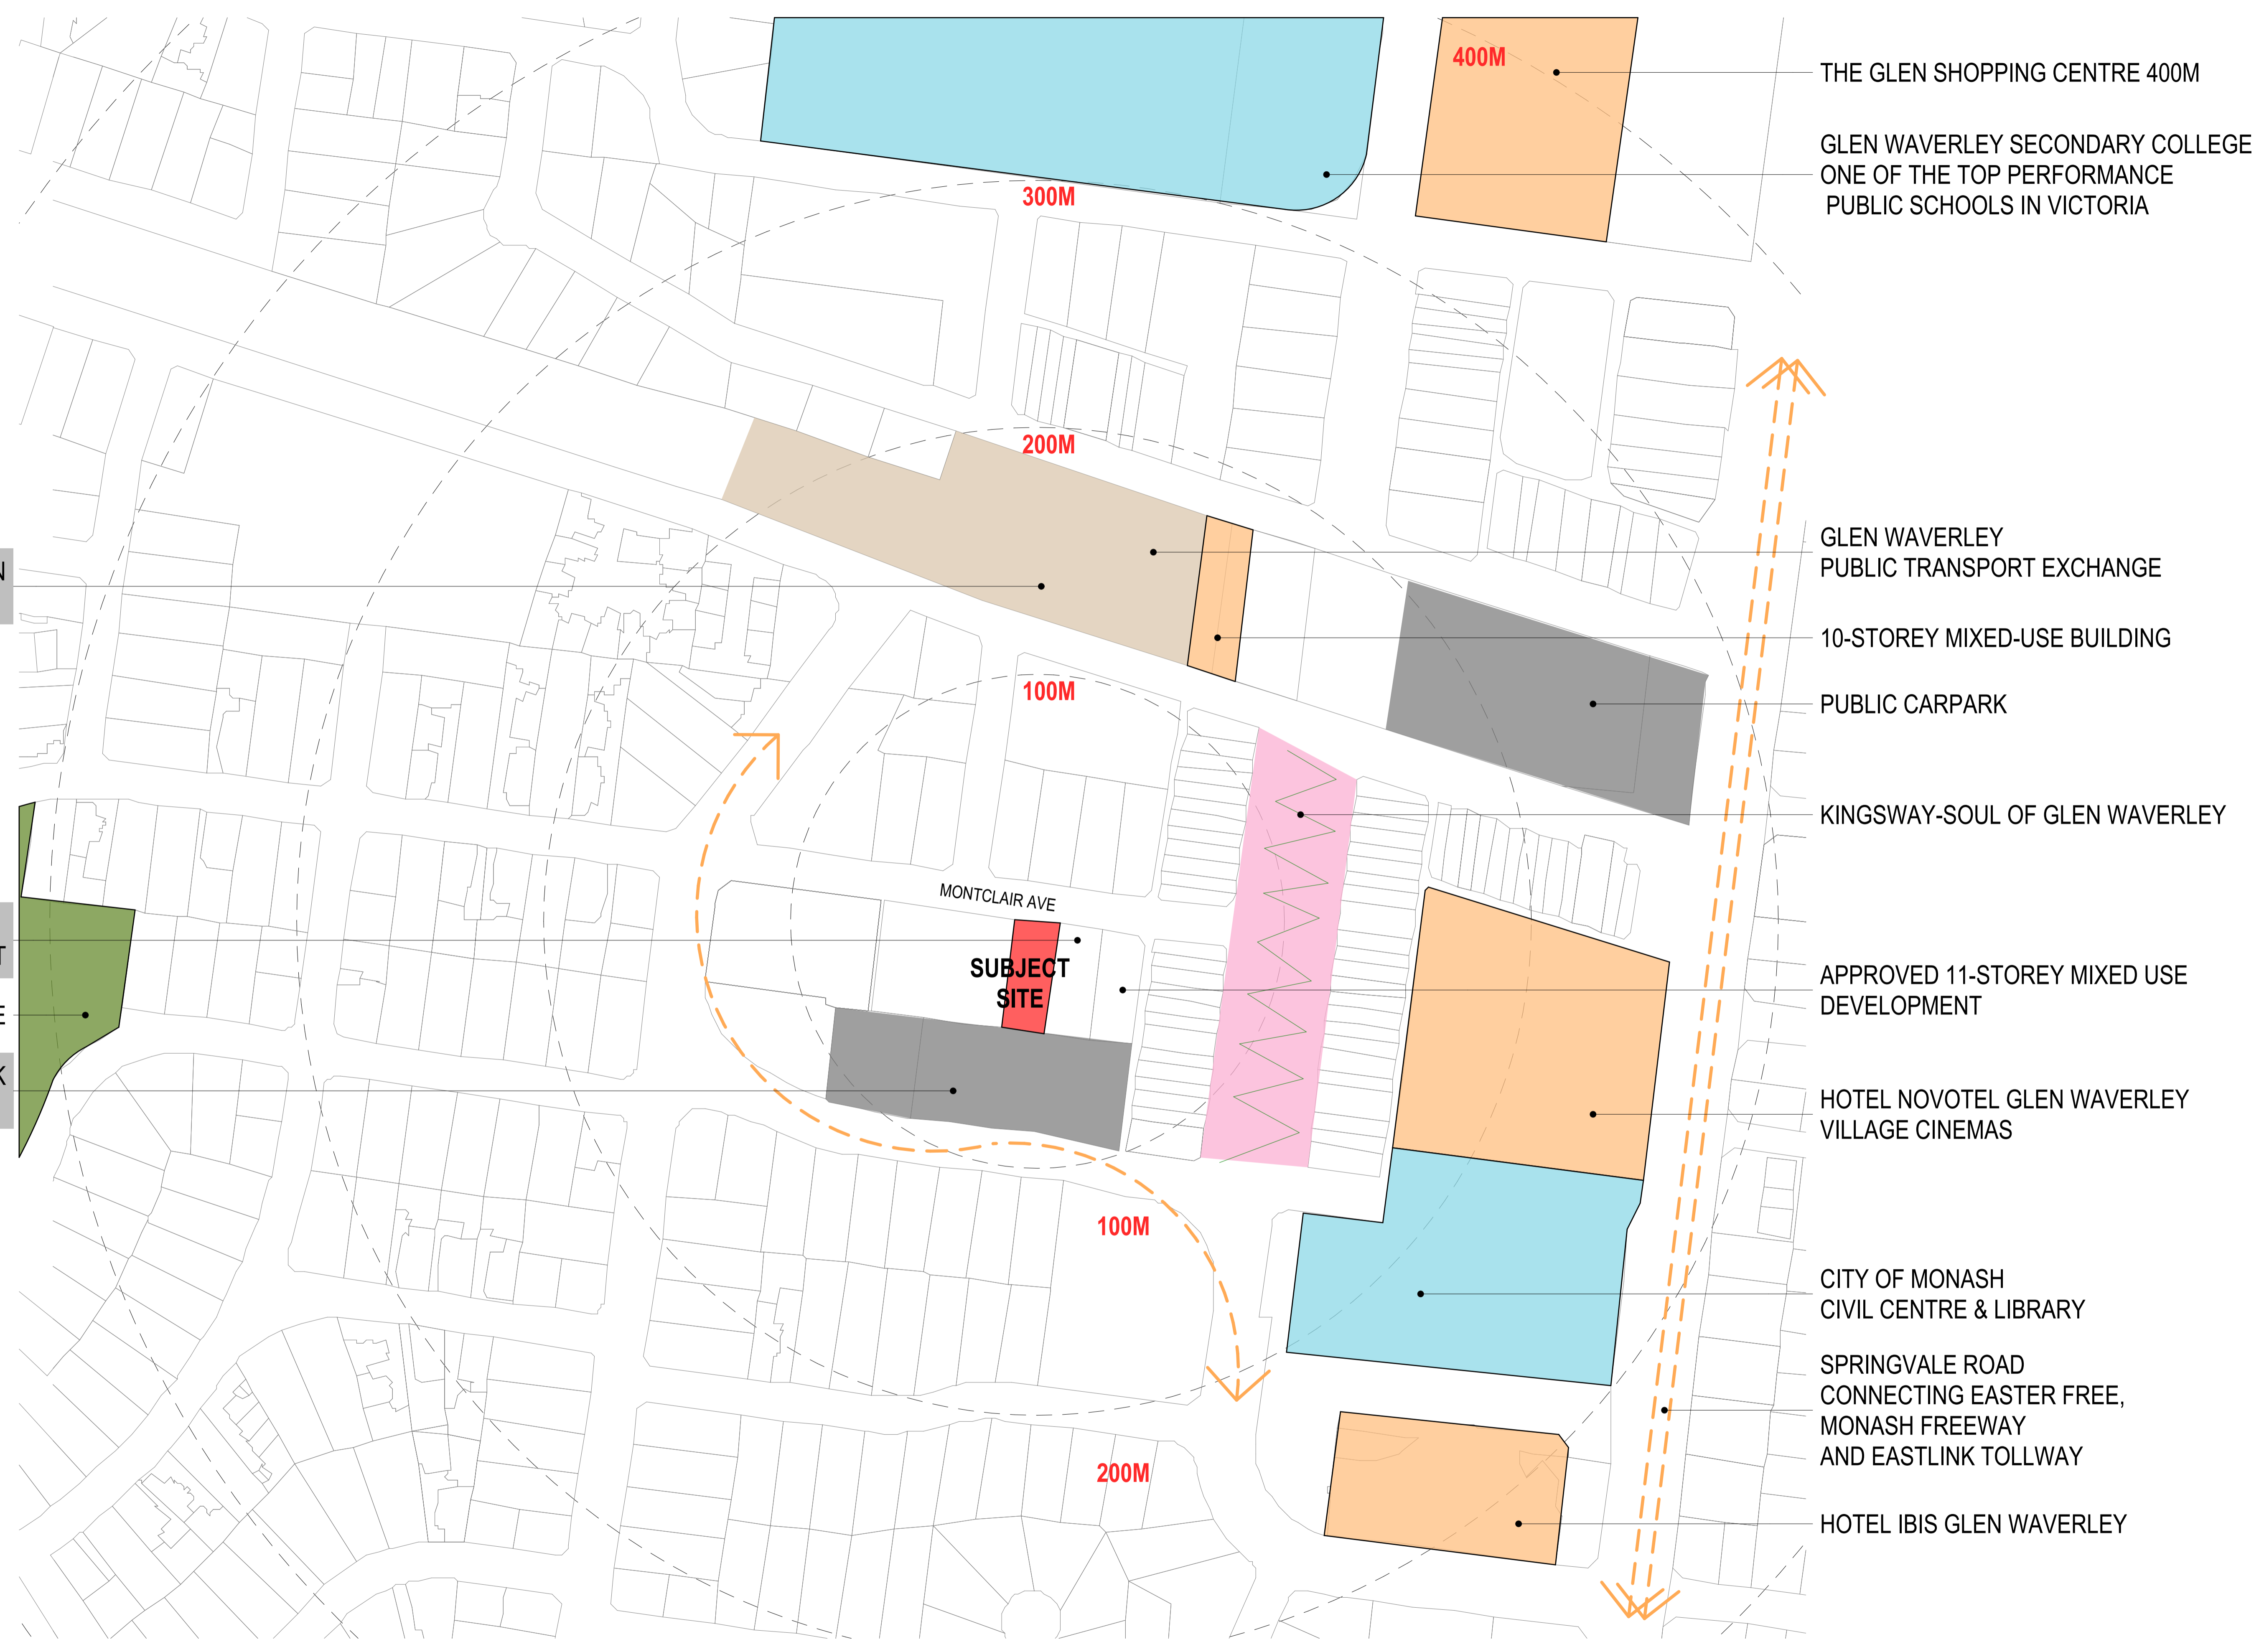 400M
THE GLEN SHOPPING CENTRE 400M
GLEN WAVERLEY SECONDARY COLLEGE
ONE OF THE TOP PERFORMANCE
PUBLIC SCHOOLS IN VICTORIA
300M
200M
GLEN WAVERLEY
PUBLIC TRANSPORT EXCHANGE
10-STOREY MIXED-USE BUILDING
100M
PUBLIC CARPARK
KINGSWAY-SOUL OF GLEN WAVERLEY
MONTCLAIR AVE
SUBJECT
SITE
APPROVED 11-STOREY MIXED USE
DEVELOPMENT
HOTEL NOVOTEL GLEN WAVERLEY
VILLAGE CINEMAS
100M
CITY OF MONASH
CIVIL CENTRE & LIBRARY
SPRINGVALE ROAD
CONNECTING EASTER FREE,
MONASH FREEWAY
AND EASTLINK TOLLWAY
200M
HOTEL IBIS GLEN WAVERLEY